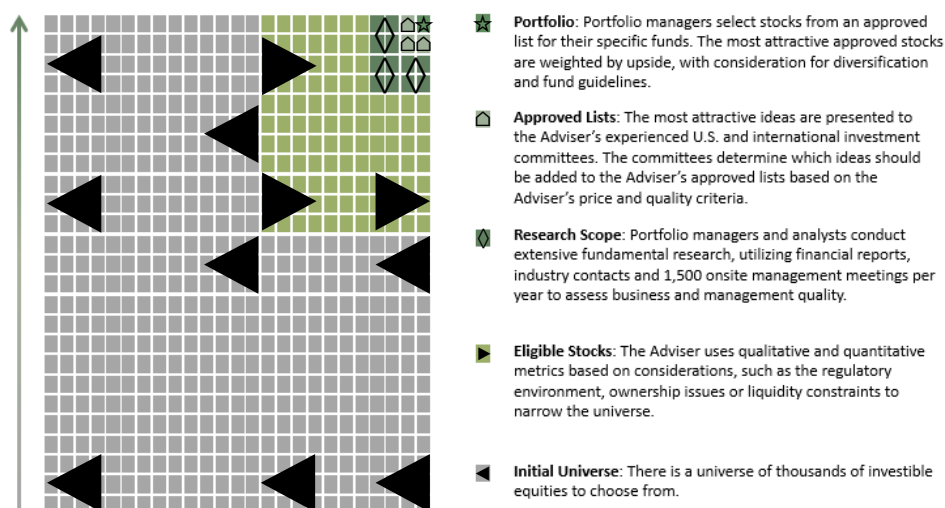 Portfolio: Portfolio managers select stocks from an approved
list for their specific funds. The most attractive approved stocks
are weighted by upside, with consideration for diversification
and fund guidelines.
Approved Lists: The most attractive ideas are presented to
the Adviser's experienced U.S. and international investment
committees. The committees determine which ideas should
be added to the Adviser's approved lists based on the
Adviser's price and quality criteria.
Research Scope: Portfolio managers and analysts conduct
extensive fundamental research, utilizing financial reports,
industry contacts and 1,500 onsite management meetings per
year to assess business and management quality.
Eligible Stocks: The Adviser uses qualitative and quantitative
metrics based on considerations, such as the regulatory
environment, ownership issues or liquidity constraints to
narrow the universe.
Initial Universe: There is a universe of thousands of investible
equities to choose from.